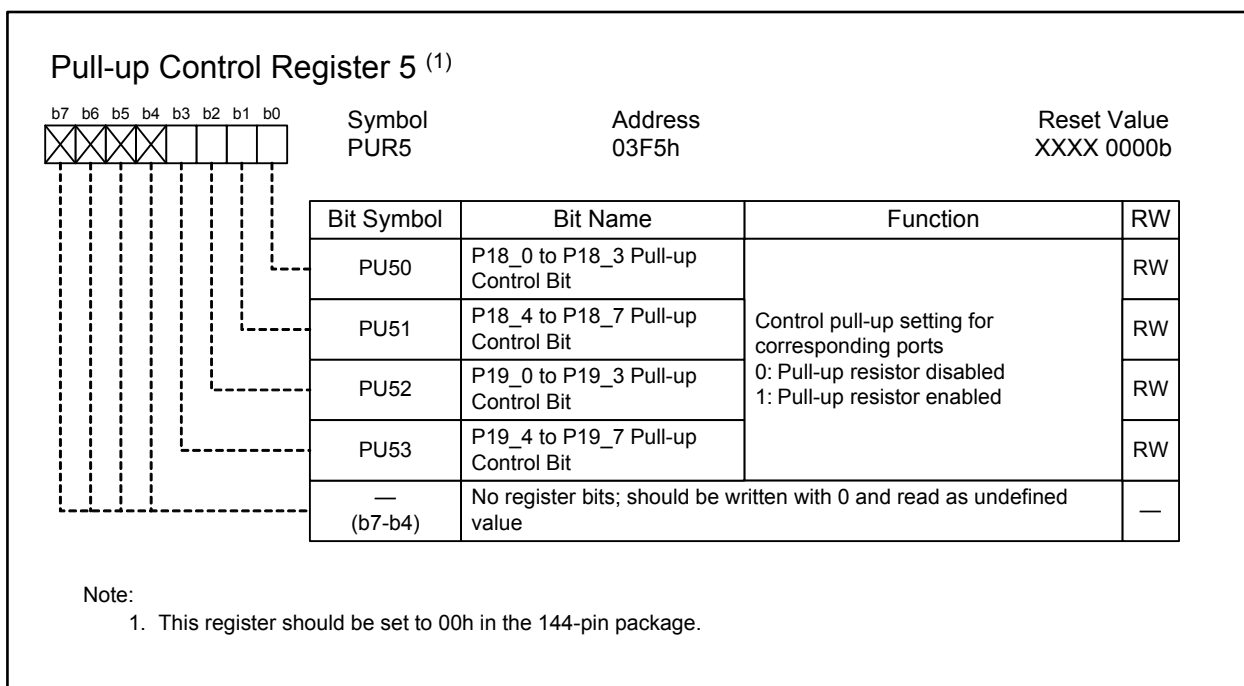 Pull-up Control Register 5 (1)
b7 b6 b5 b4 b3 b2 b1 b0
Symbol Address Reset Value
PUR5 03F5h XXXX 0000b
Bit Symbol Bit Name Function RW
PU50 P18_0 to P18_3 Pull-up
Control Bit RW
PU51 P18_4 to P18_7 Pull-up
Control Bit RW
PU52 P19_0 to P19_3 Pull-up
Control Bit RW
PU53 P19_4 to P19_7 Pull-up
Control Bit RW
Control pull-up setting for
corresponding ports
0: Pull-up resistor disabled
1: Pull-up resistor enabled
—
(b7-b4) No register bits; should be written with 0 and read as undefined
value —
Note:
1. This register should be set to 00h in the 144-pin package.